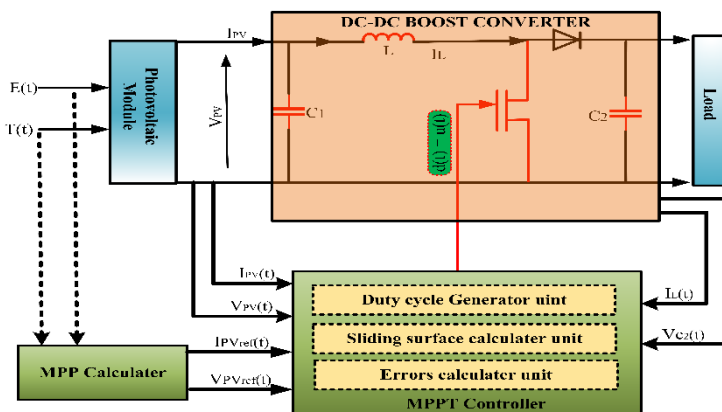 DC-DC BOOST CONVERTER
IPV
L
IL
E(t)
T(t)
Photovoltaic
Module
VPV
C1
d(t) = u(t)
C2
Load
IPV(t)
VPV(t)
IPVref(t)
VPVref(t)
MPP Calculater
Duty cycle Generator uint
Sliding surface calculater unit
Errors calculater unit
MPPT Controller
IL(t)
VC2(t)